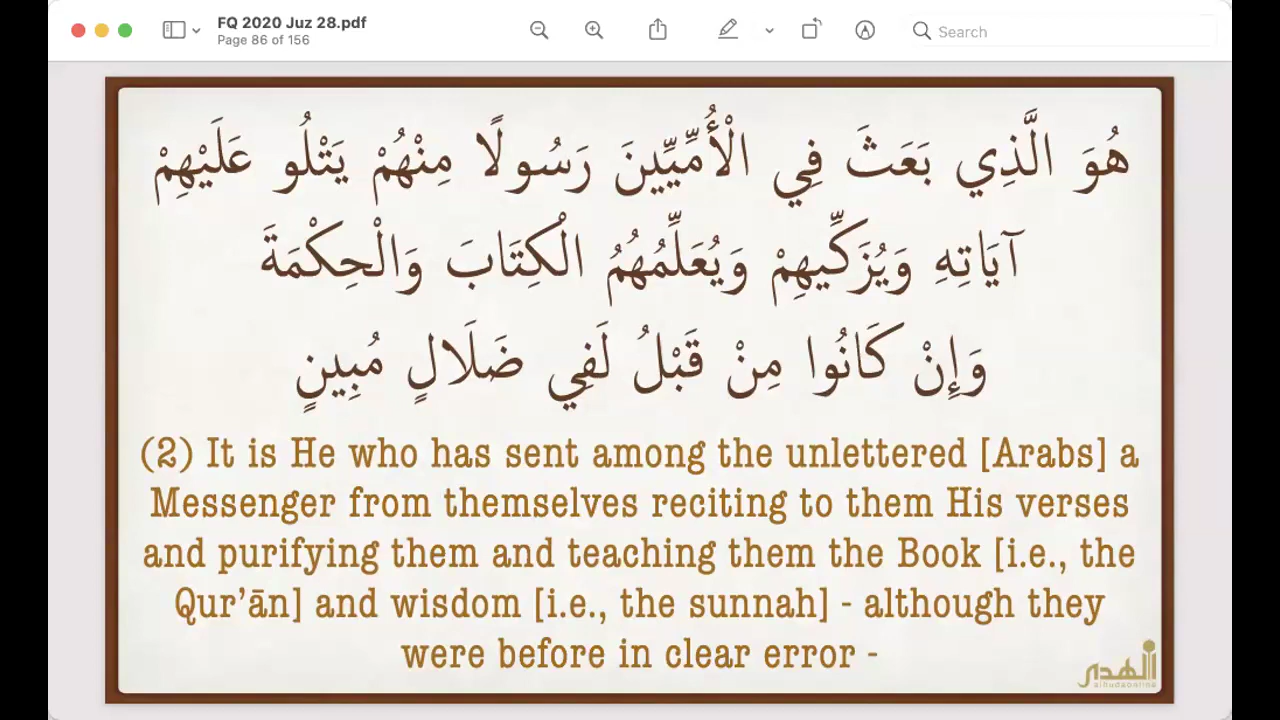 FQ 2020 Juz 28.pdf
Page 86 of 156
Search
هُوَ الَّذِي بَعَثَ فِي الْأُمِّيِّينَ رَسُولًا مِنْهُمْ يَتْلُو عَلَيْهِمْ
آيَاتِهِ وَيُزَكِّيهِمْ وَيُعَلِّمُهُمُ الْكِتَابَ وَالْحِكْمَةَ
وَإِنْ كَانُوا مِنْ قَبْلُ لَفِي ضَلَالٍ مُبِينٍ
(2) It is He who has sent among the unlettered [Arabs] a
Messenger from themselves reciting to them His verses
and purifying them and teaching them the Book [i.e., the
Qur’ān] and wisdom [i.e., the sunnah] - although they
were before in clear error -
الهدى
alhudaonline